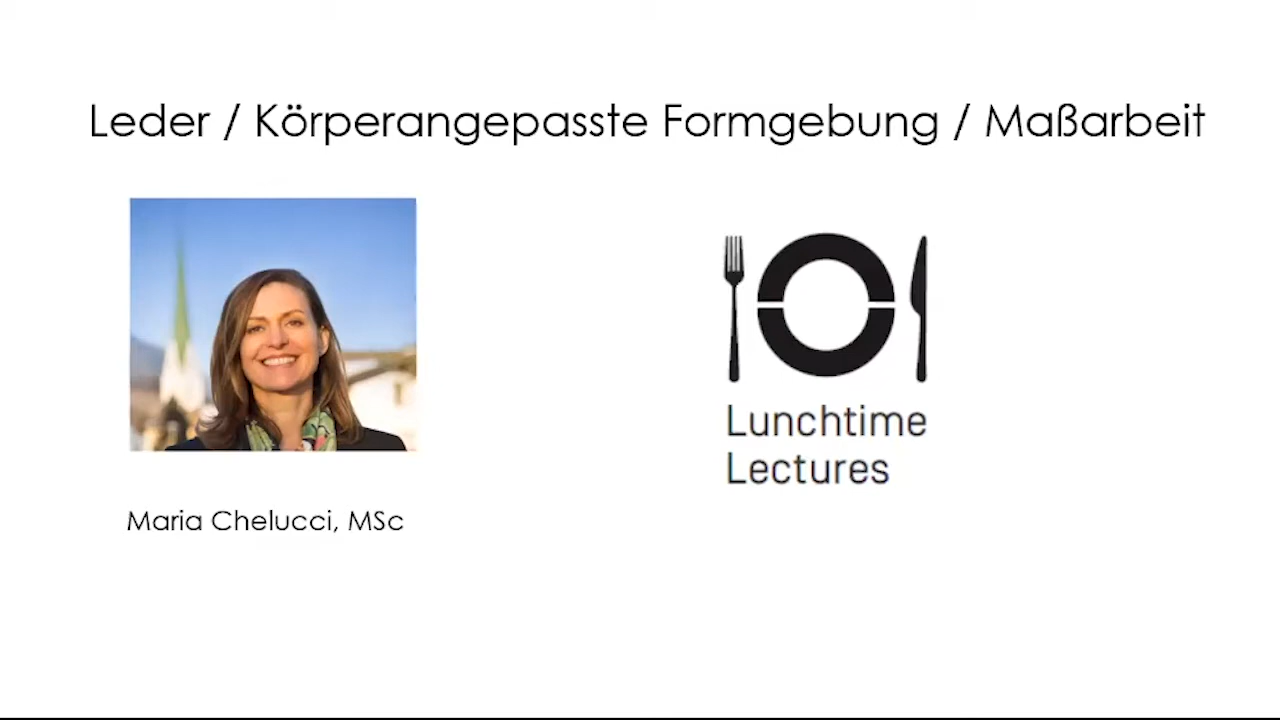 Leder / Körperangepasste Formgebung / Maßarbeit
Lunchtime
Lectures
Maria Chelucci, MSc